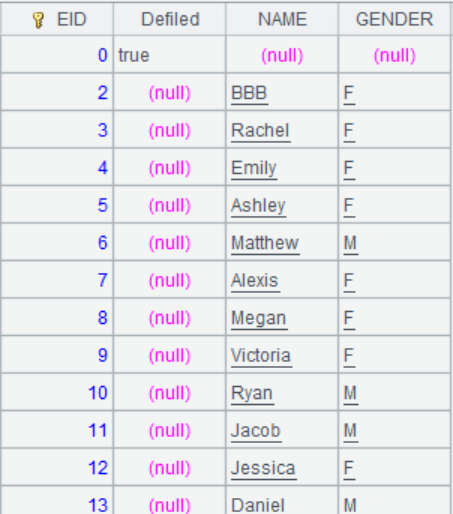 EID Defiled NAME GENDER
0 true (null) (null)
2 (null) BBB F
3 (null) Rachel F
4 (null) Emily F
5 (null) Ashley F
6 (null) Matthew M
7 (null) Alexis F
8 (null) Megan F
9 (null) Victoria F
10 (null) Ryan M
11 (null) Jacob M
12 (null) Jessica F
13 (null) Daniel M